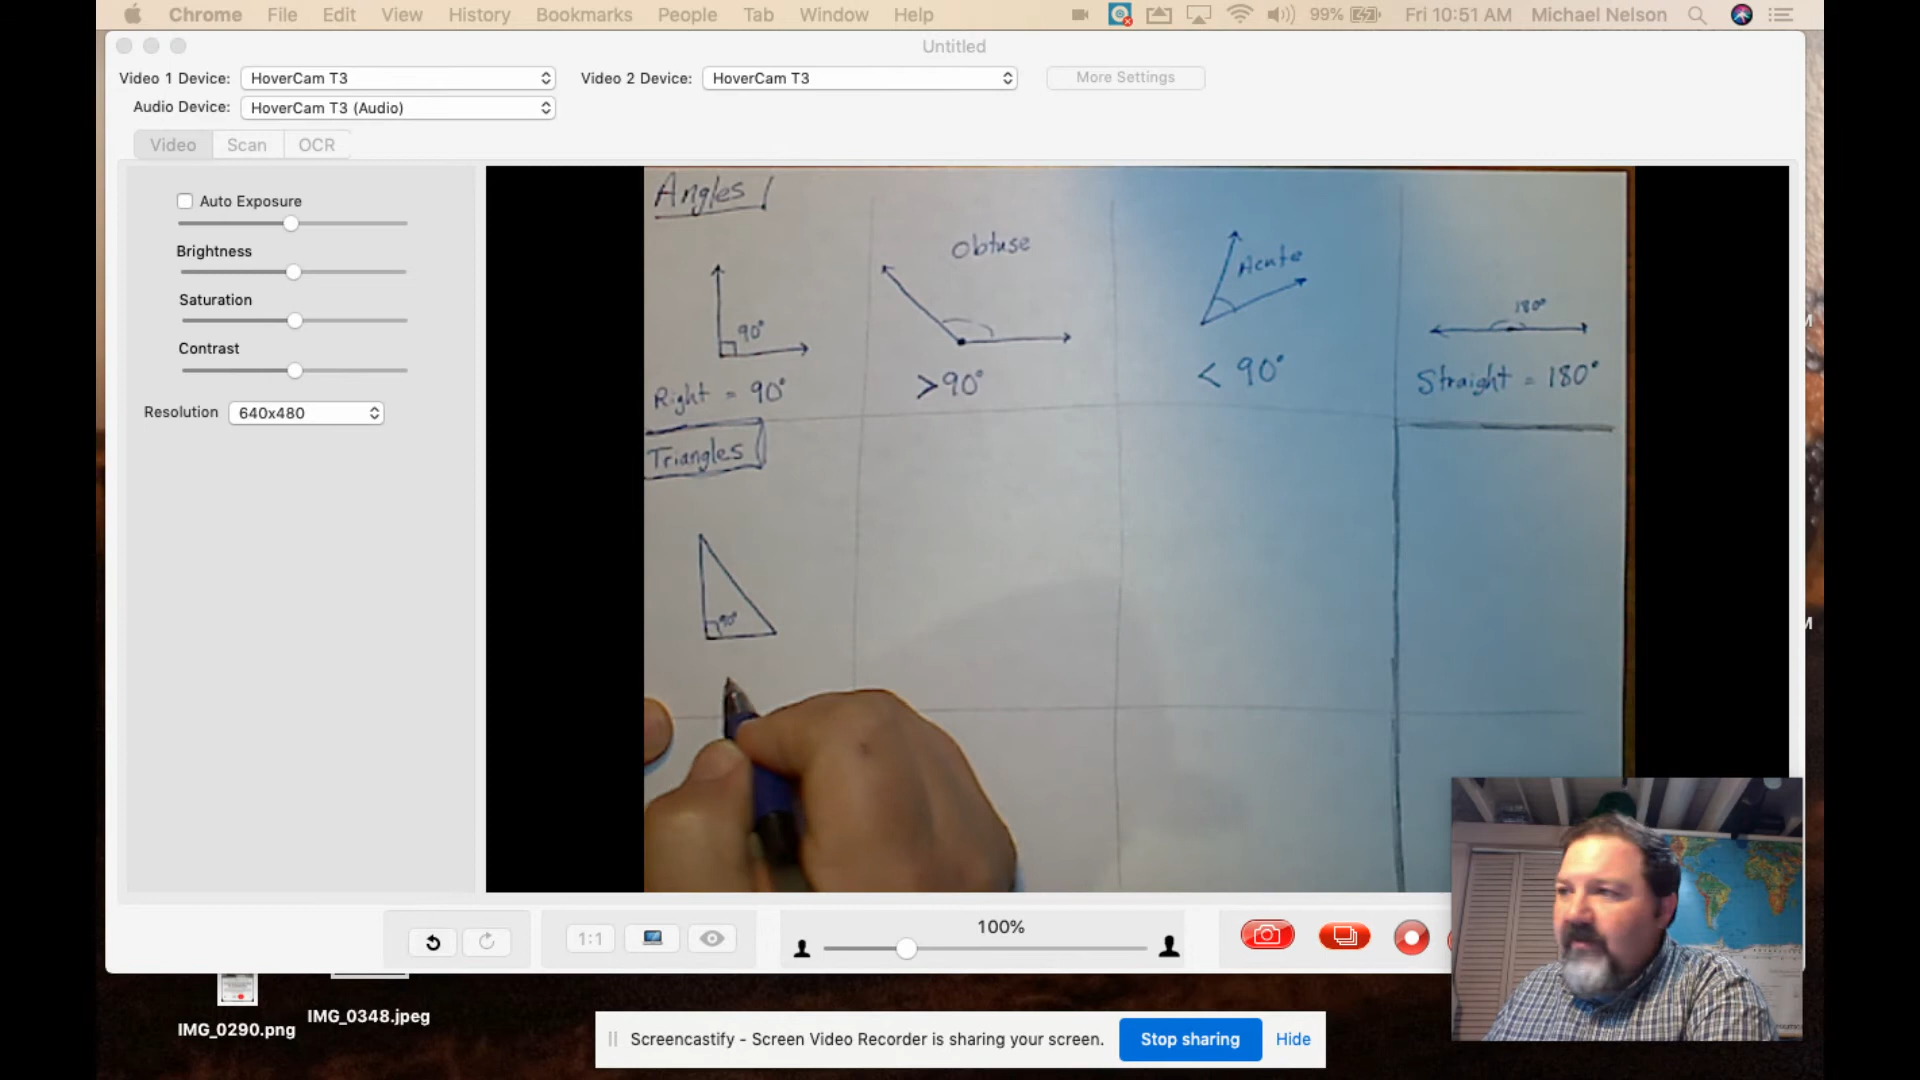 Chrome File Edit View History Bookmarks People Tab Window Help 99% Fri 10:51 AM Michael Nelson
Untitled
Video 1 Device: HoverCam T3 Video 2 Device: HoverCam T3 More Settings
Audio Device: HoverCam T3 (Audio)
Video Scan OCR
Auto Exposure
Brightness
Saturation
Contrast
Resolution 640x480
Angles
90°
Right = 90°
Obtuse
>90°
Acute
< 90°
180°
Straight = 180°
Triangles
90°
1:1
100%
IMG_0290.png
IMG_0348.jpeg
Screencastify - Screen Video Recorder is sharing your screen. Stop sharing Hide